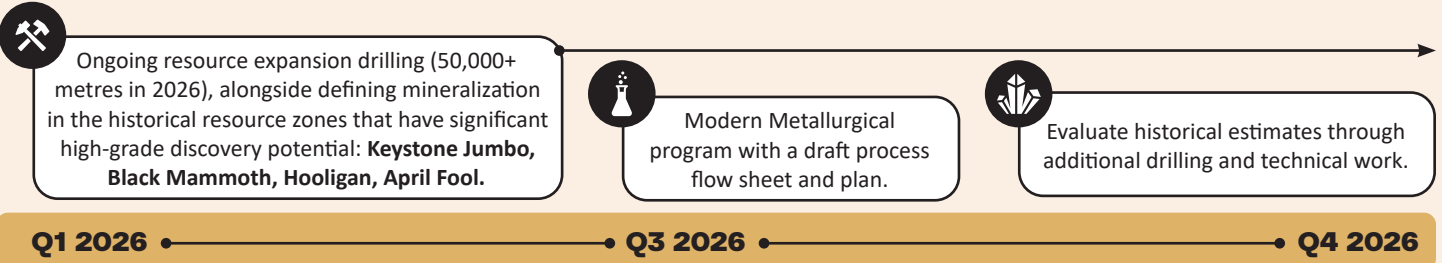 Ongoing resource expansion drilling (50,000+
metres in 2026), alongside defining mineralization
in the historical resource zones that have significant
high-grade discovery potential: Keystone Jumbo,
Black Mammoth, Hooligan, April Fool.
Modern Metallurgical
program with a draft process
flow sheet and plan.
Evaluate historical estimates through
additional drilling and technical work.
Q1 2026
Q3 2026
Q4 2026